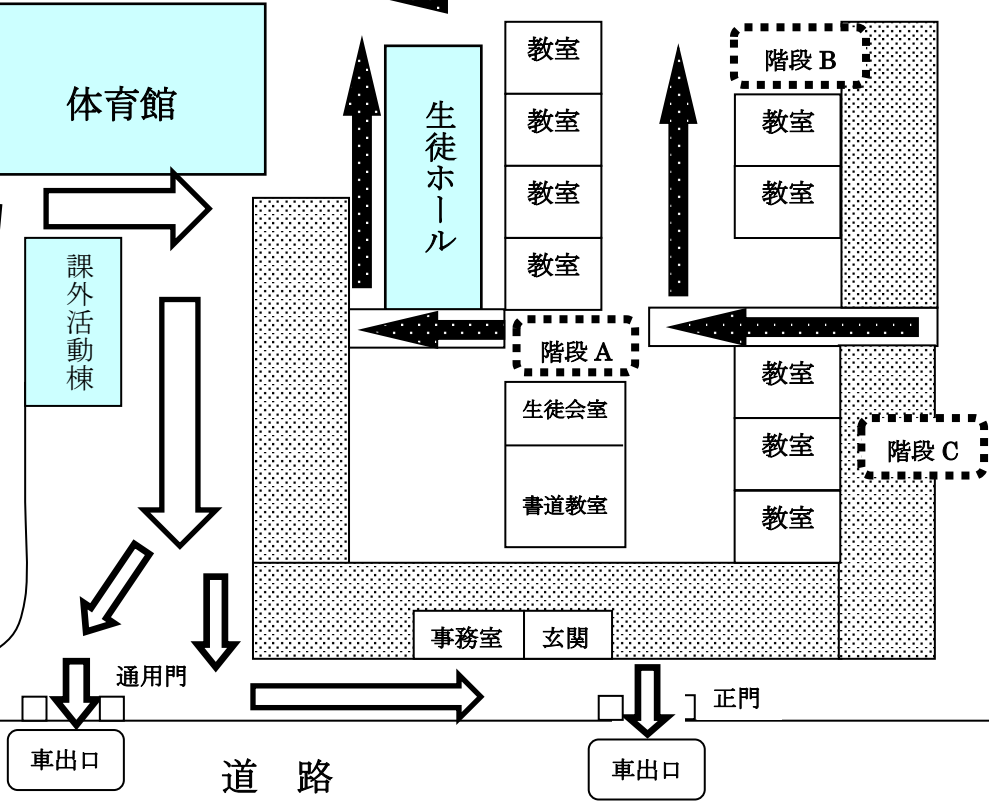 体育館
生徒ホール
教室
教室
教室
教室
階段 B
教室
教室
課外活動棟
階段 A
生徒会室
書道教室
教室
教室
教室
階段 C
事務室
玄関
通用門
正門
車出口
道 路
車出口